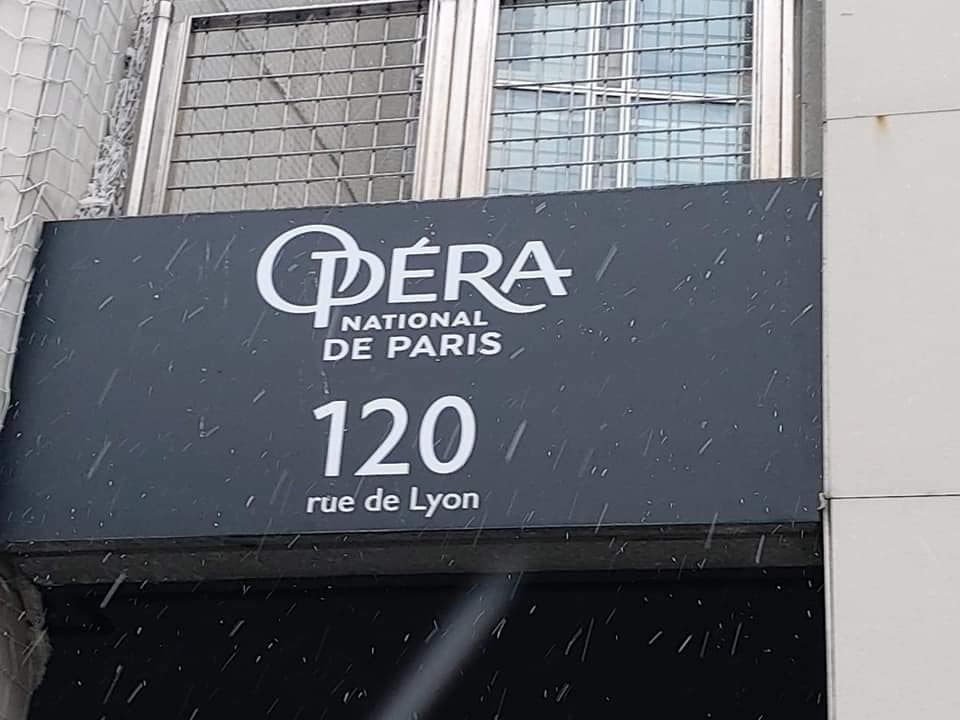 OPÉRA
NATIONAL
DE PARIS
120
rue de Lyon